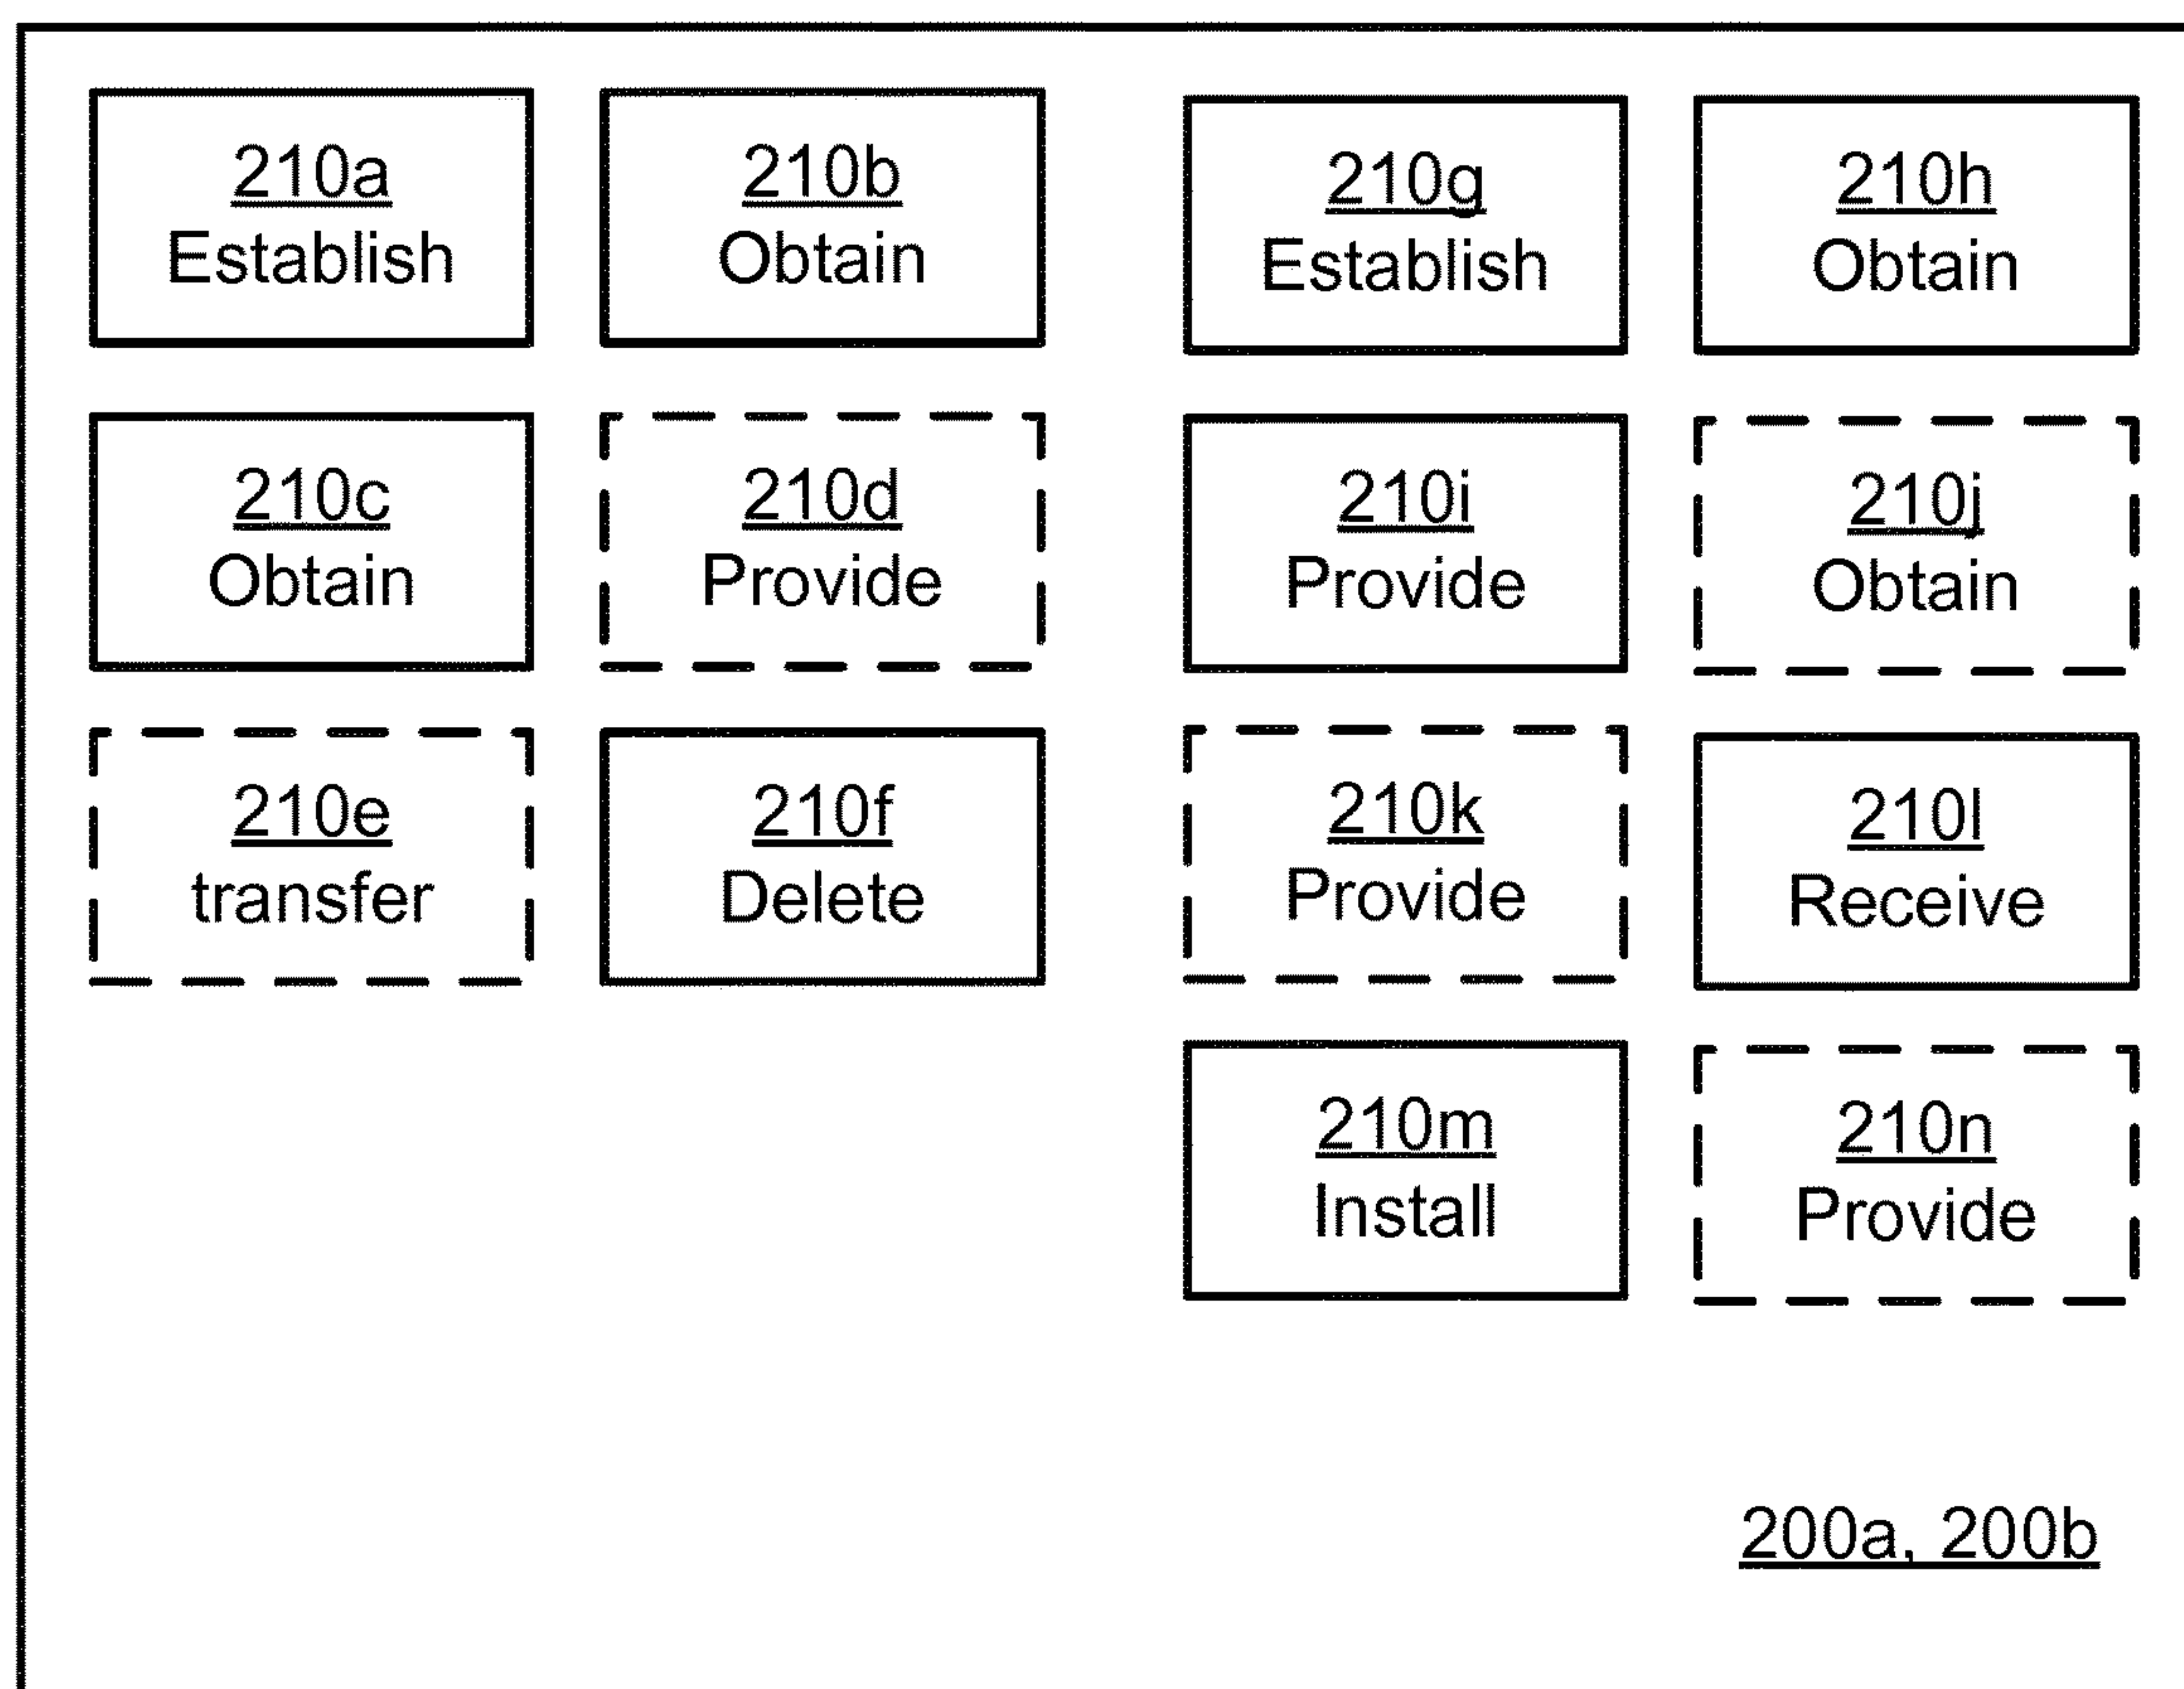 210a
Establish
210b
Obtain
210c
Obtain
210d
Provide
210e
transfer
210f
Delete
210g
Establish
210h
Obtain
210i
Provide
210j
Obtain
210k
Provide
210l
Receive
210m
Install
210n
Provide
200a, 200b